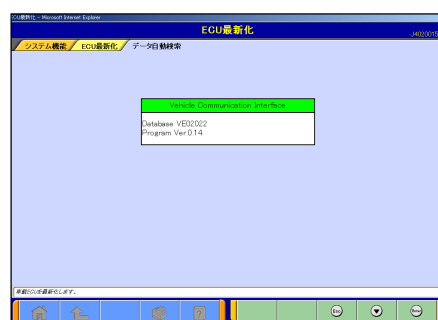 ECU最新化 - Microsoft Internet Explorer
ECU最新化
J4020015
システム機能
ECU最新化
データ自動検索
Vehicle Communication Interface
Database VE02022
Program Ver 0.14
車載ECUを最新化します。
Esc